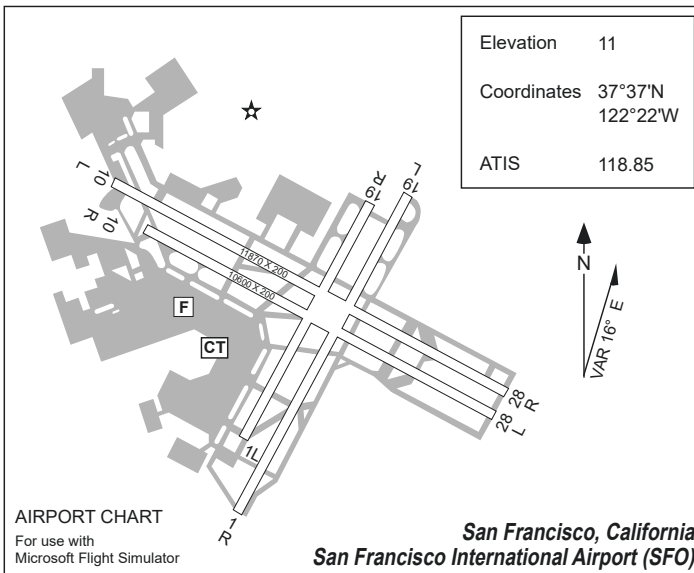 Elevation 11
Coordinates 37°37'N
122°22'W
ATIS 118.85
10 L
10 R
19 R
19 L
11870 X 200
10600 X 200
N
VAR 16° E
F
CT
28 R
28 L
1L
1 R
AIRPORT CHART
For use with
Microsoft Flight Simulator
San Francisco, California
San Francisco International Airport (SFO)